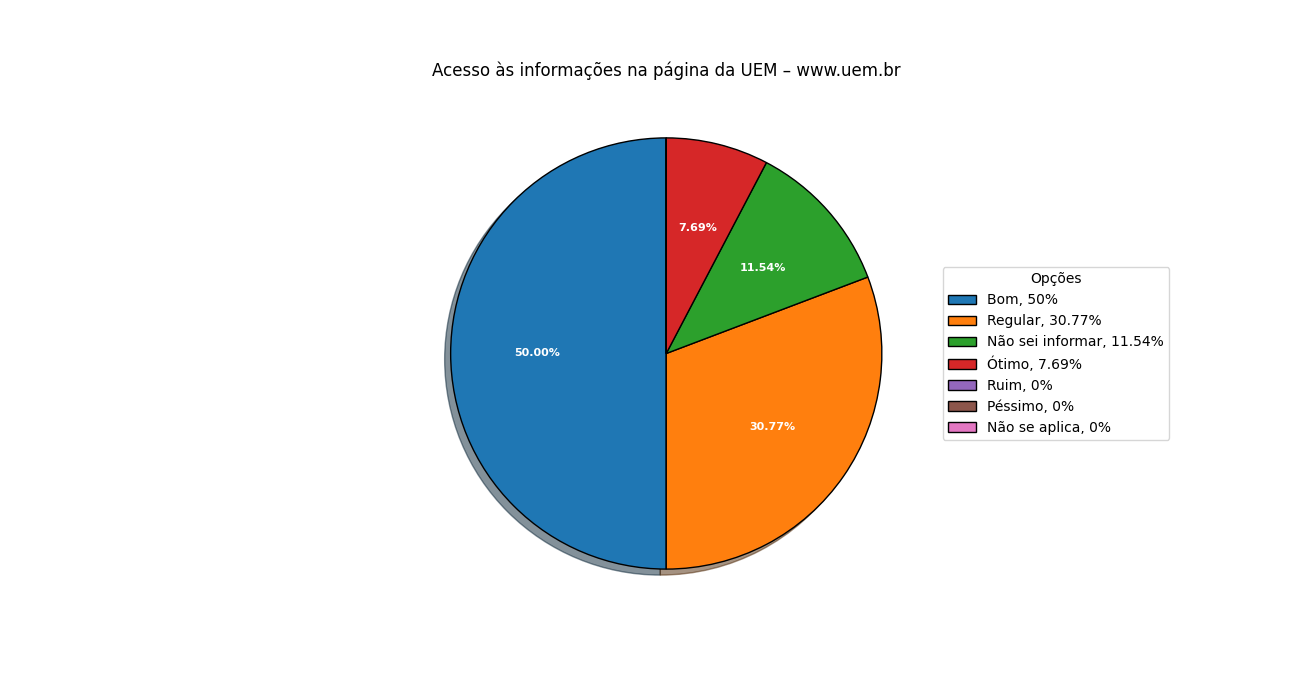 Acesso às informações na página da UEM – www.uem.br
7.69%
11.54%
50.00%
30.77%
Opções
Bom, 50%
Regular, 30.77%
Não sei informar, 11.54%
Ótimo, 7.69%
Ruim, 0%
Péssimo, 0%
Não se aplica, 0%